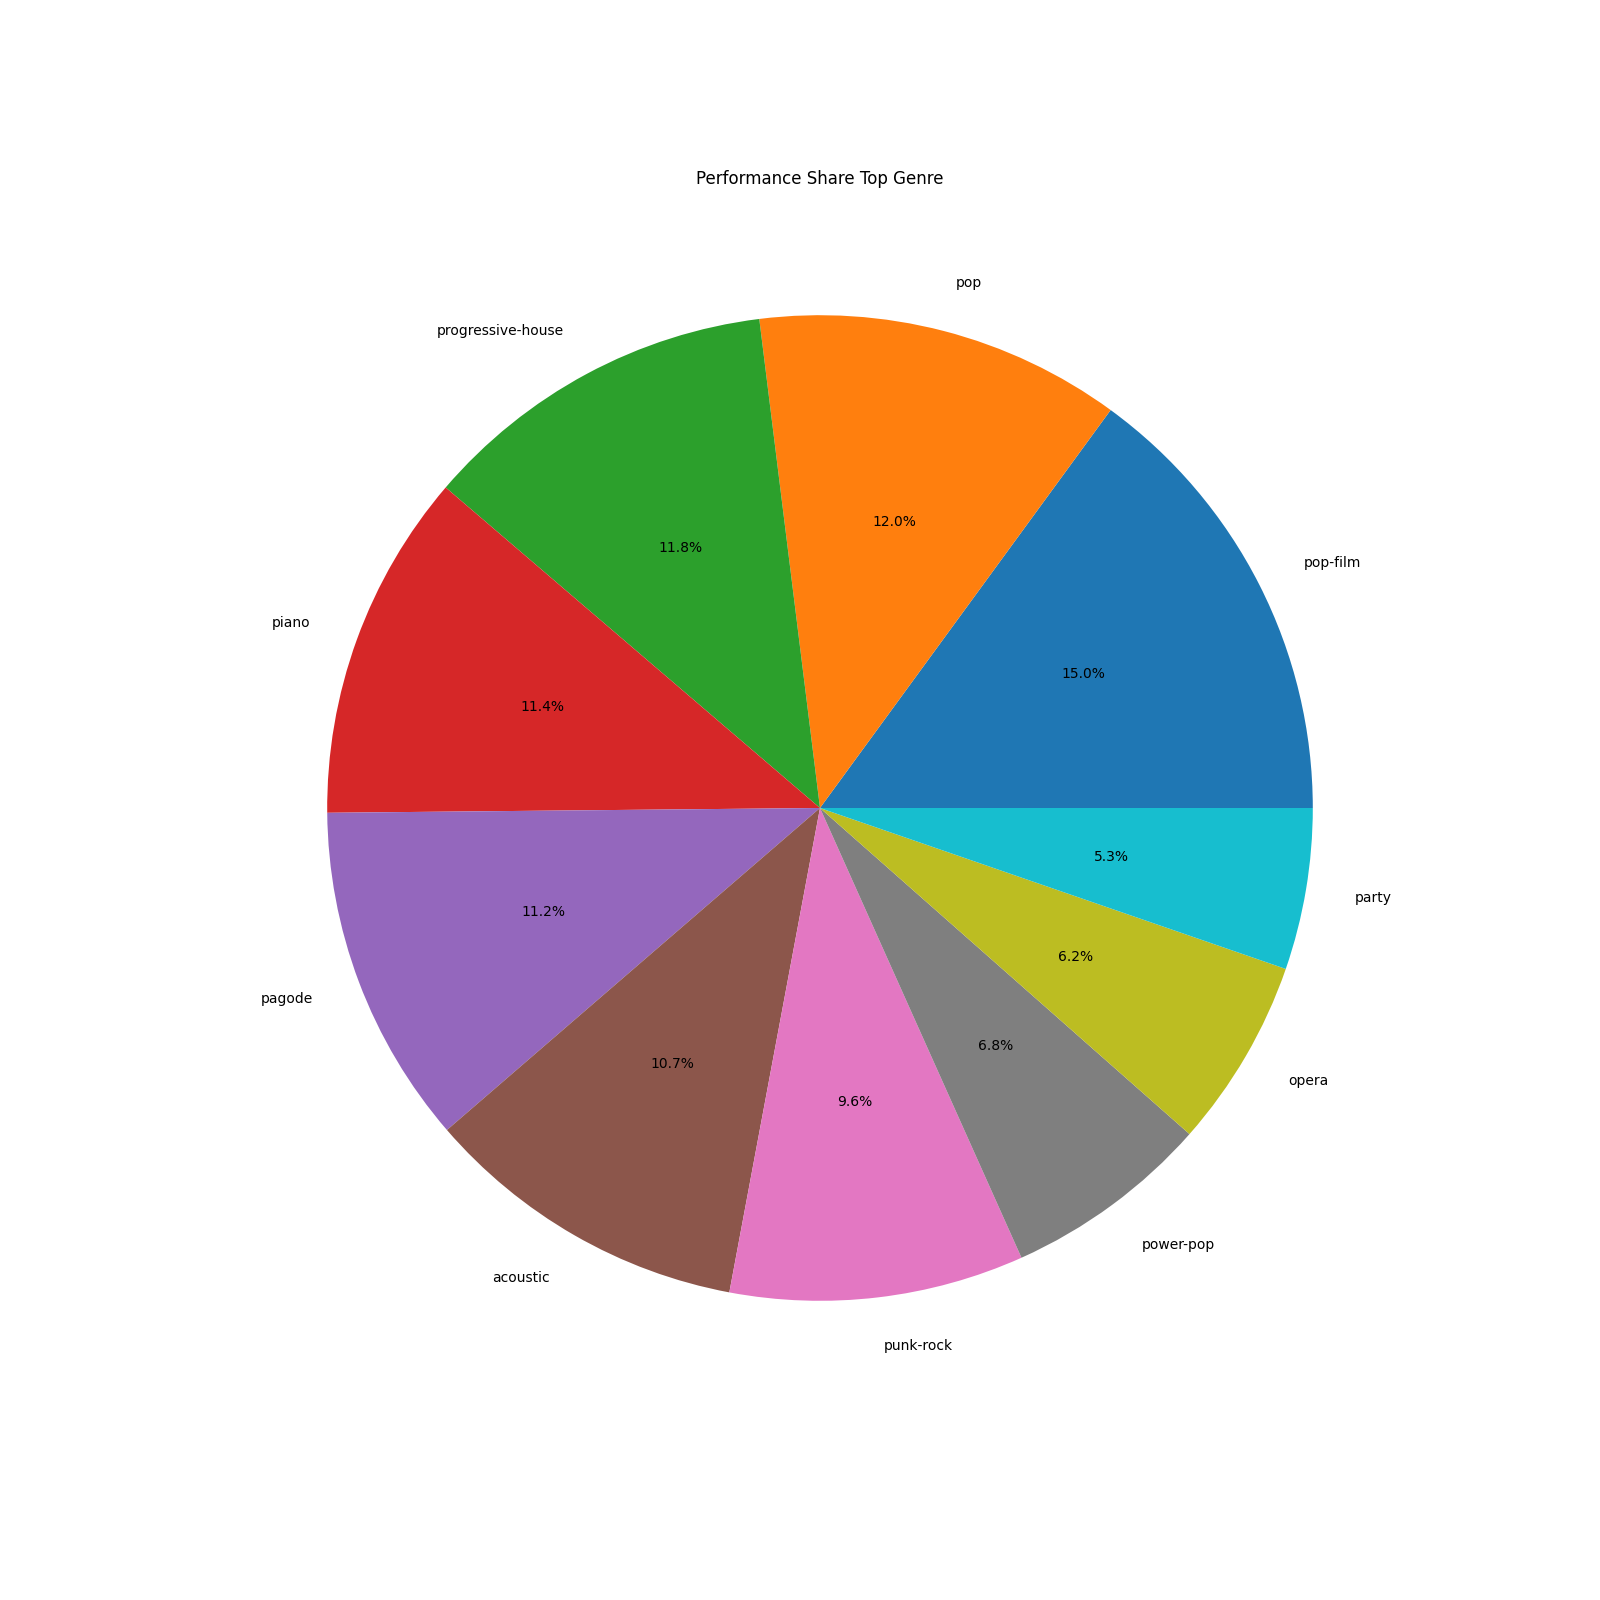 Performance Share Top Genre
pop
progressive-house
12.0%
11.8%
pop-film
piano
15.0%
11.4%
5.3%
party
11.2%
6.2%
pagode
6.8%
10.7%
opera
9.6%
power-pop
acoustic
punk-rock